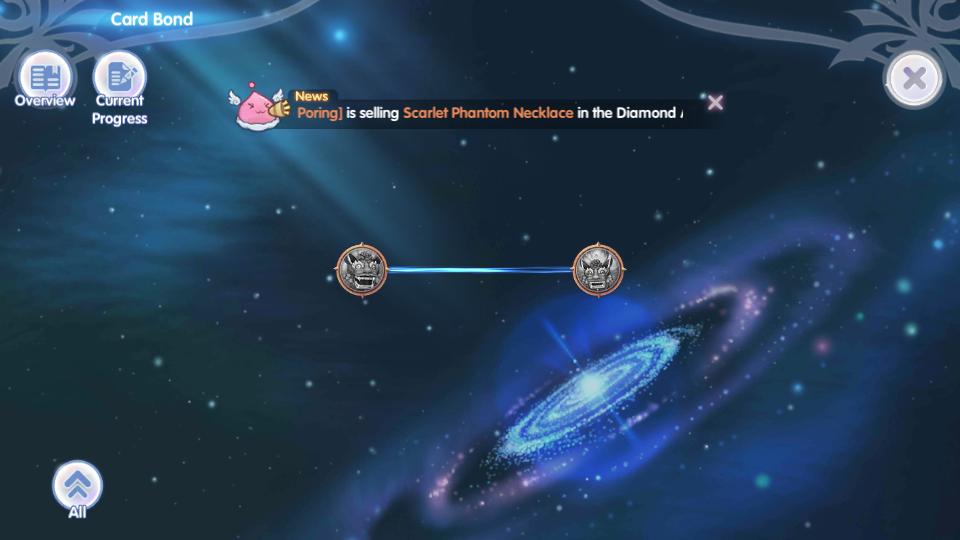 Card Bond
Overview
Current
Progress
News
Poring] is selling Scarlet Phantom Necklace in the Diamond
All